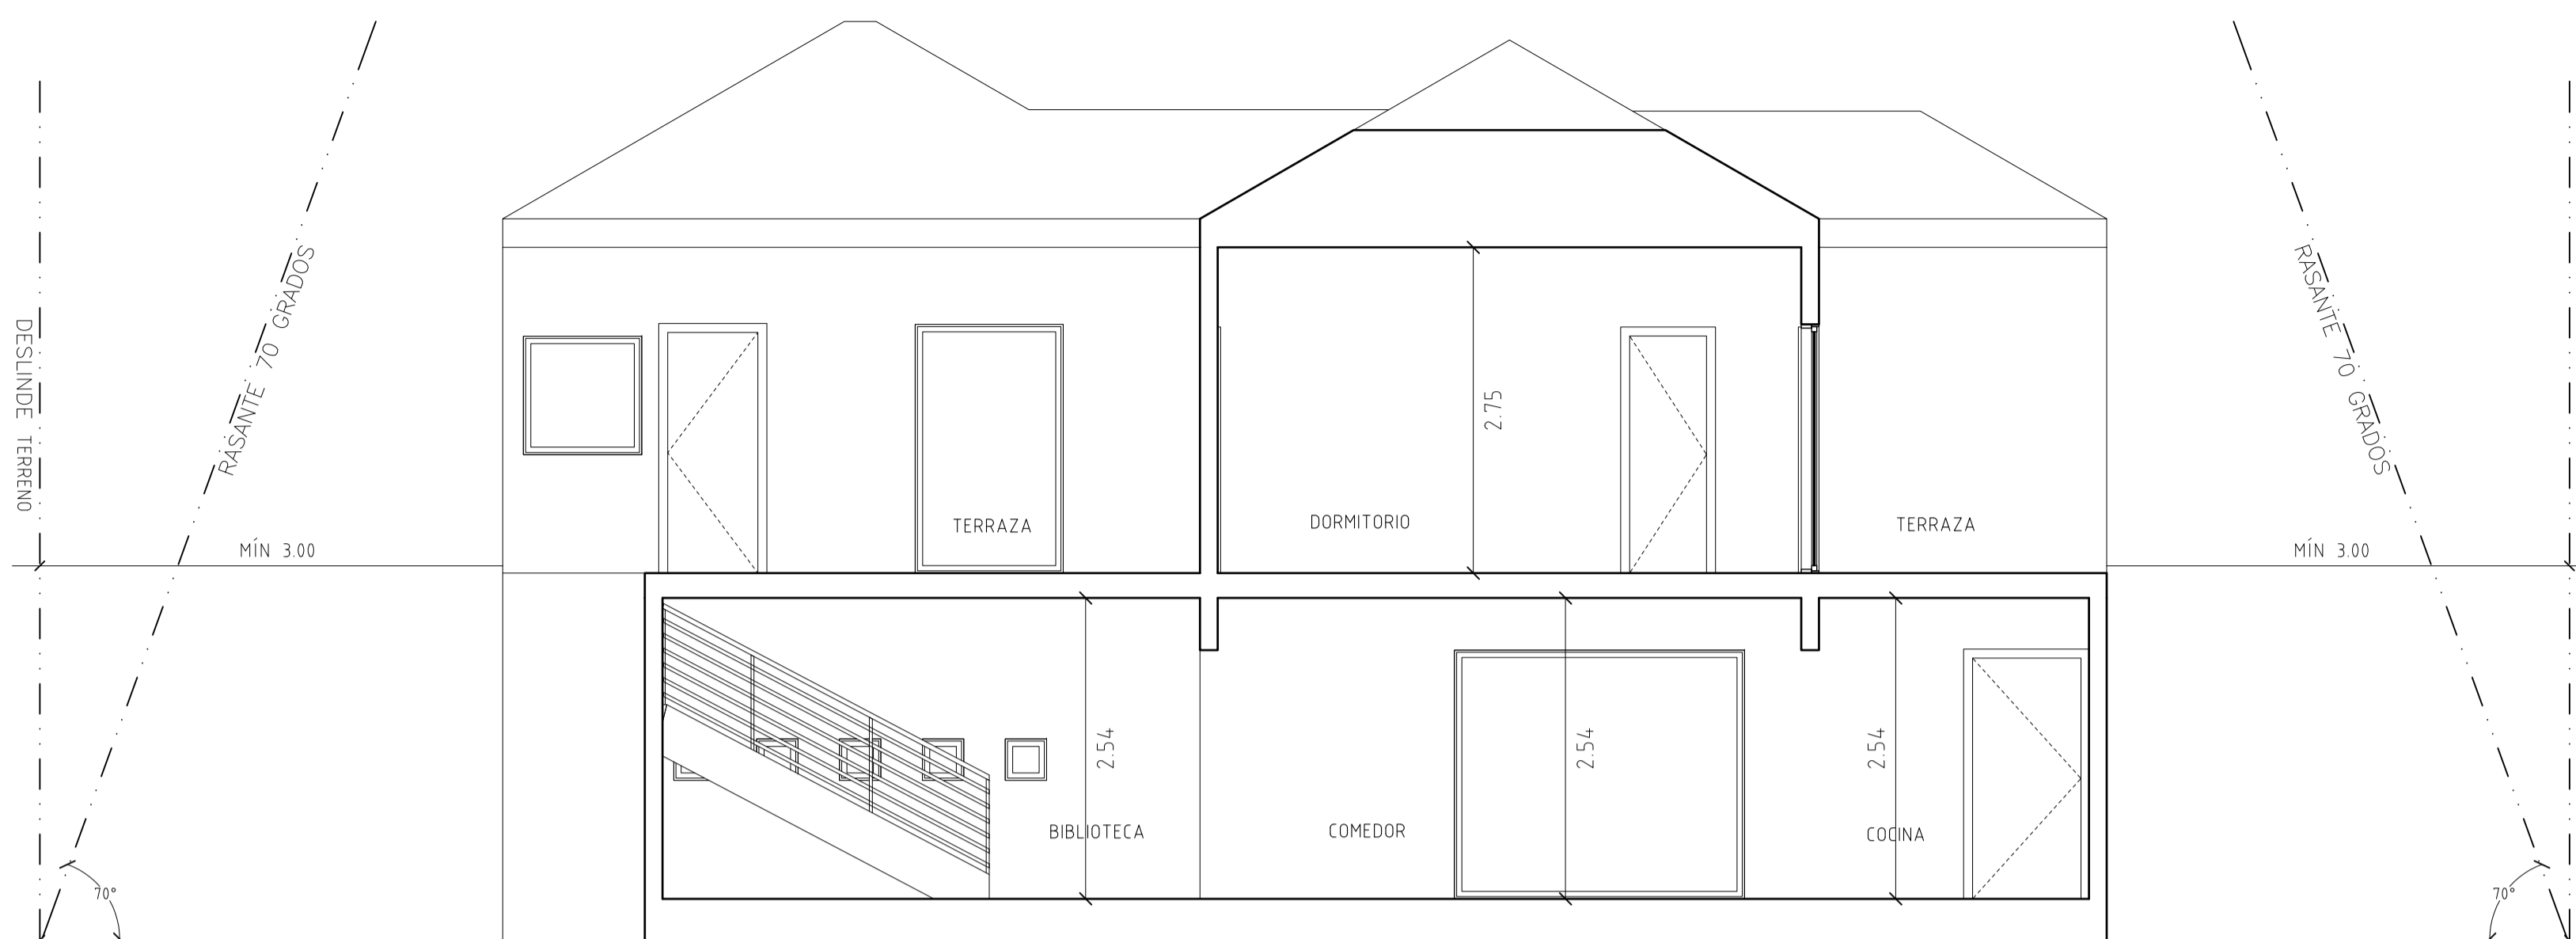 DESLINDE TERRENO
RASANTE 70 GRADOS
RASANTE 70 GRADOS
2.75
TERRAZA
DORMITORIO
TERRAZA
MÍN 3.00
MÍN 3.00
2.54
2.54
2.54
BIBLIOTECA
COMEDOR
COCINA
70°
70°